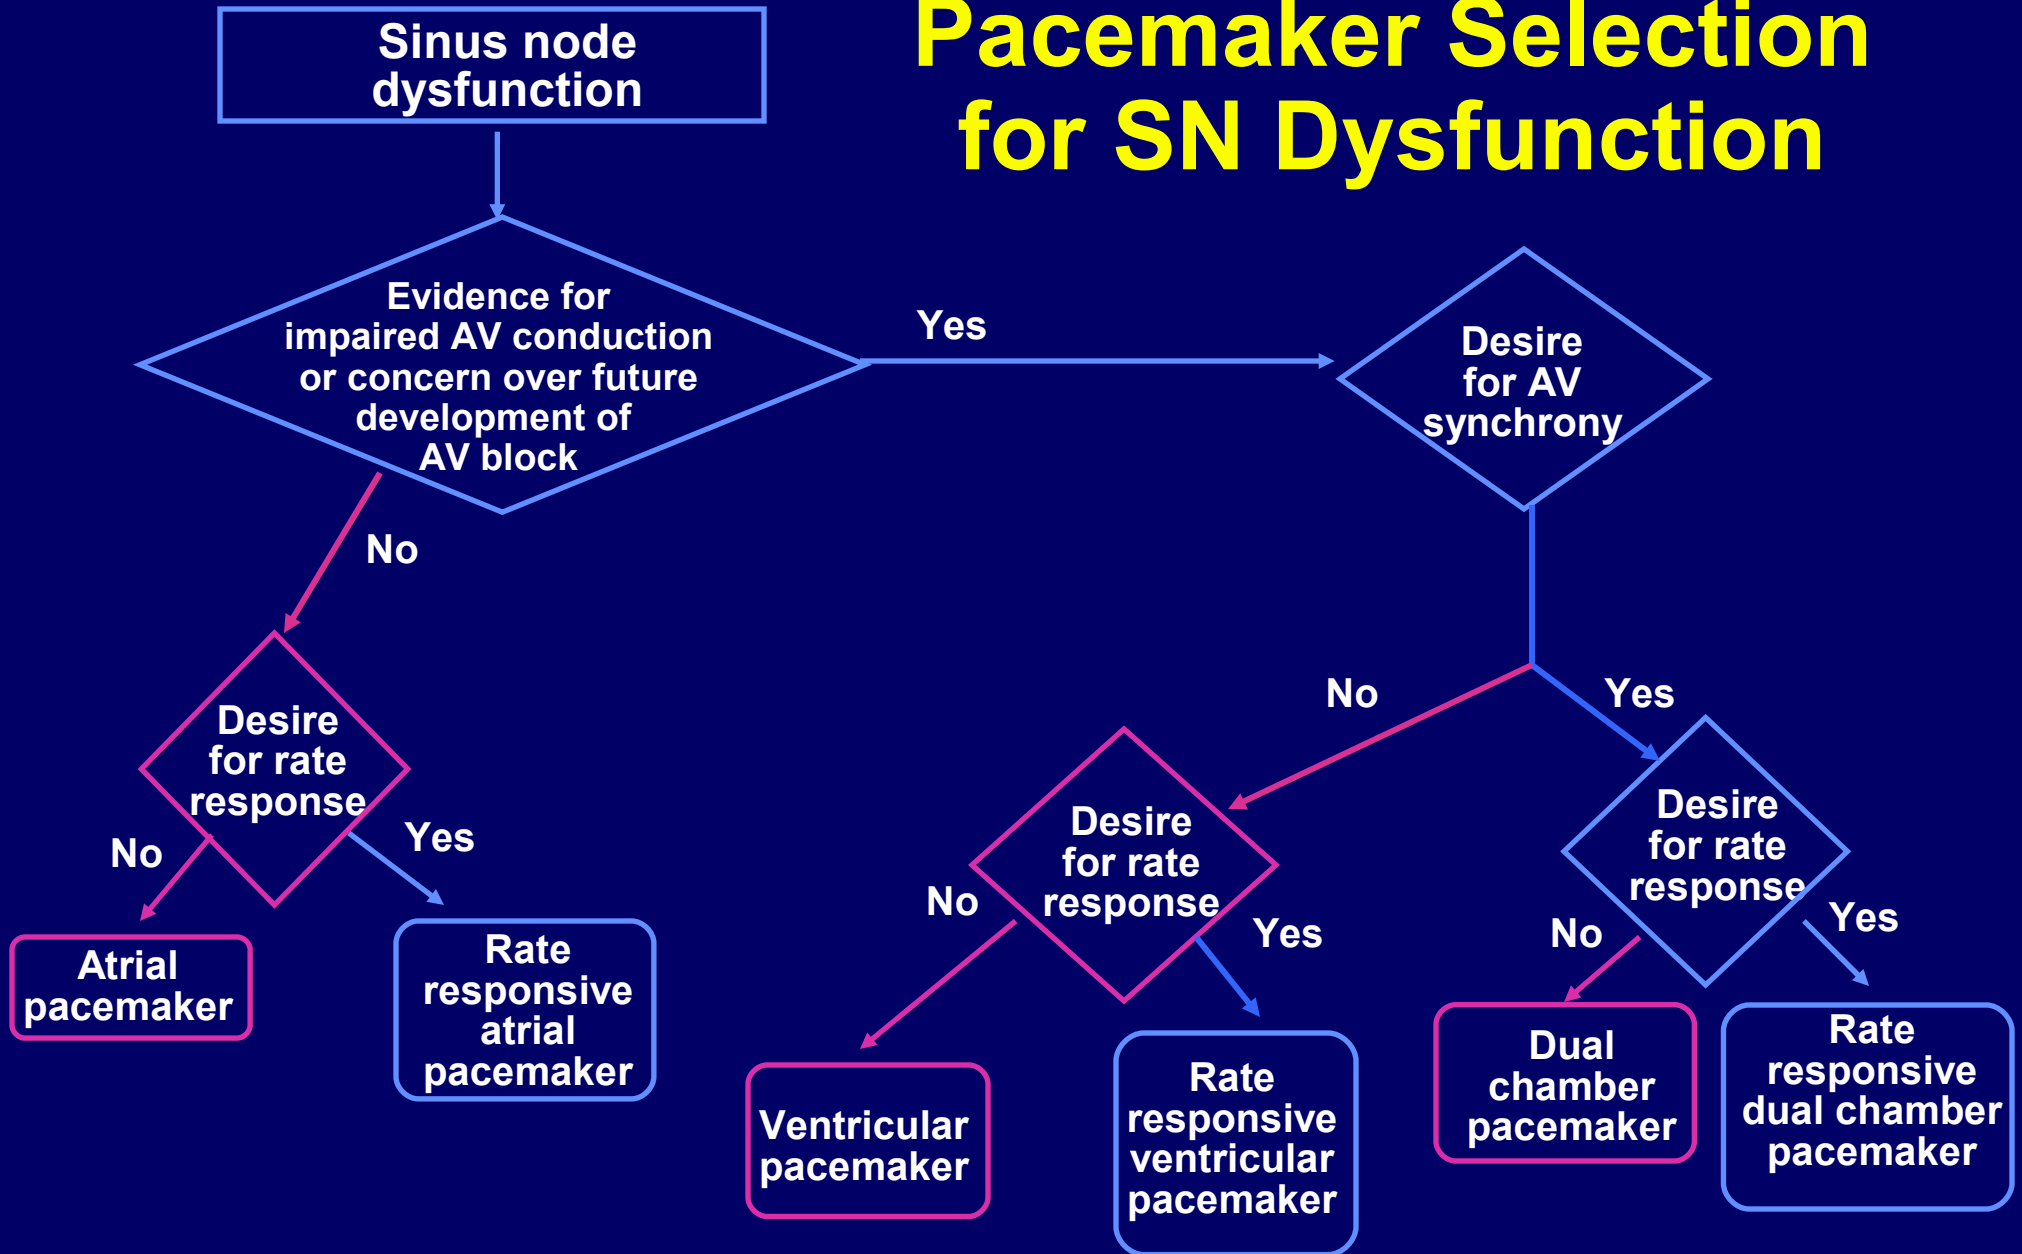 Pacemaker Selection
for SN Dysfunction
Sinus node
dysfunction
Evidence for
impaired AV conduction
or concern over future
development of
AV block
Yes
Desire
for AV
synchrony
No
Desire
for rate
response
No
Yes
Atrial
pacemaker
Rate
responsive
atrial
pacemaker
No
Yes
Desire
for rate
response
No
Yes
Ventricular
pacemaker
Rate
responsive
ventricular
pacemaker
Desire
for rate
response
No
Yes
Dual
chamber
pacemaker
Rate
responsive
dual chamber
pacemaker